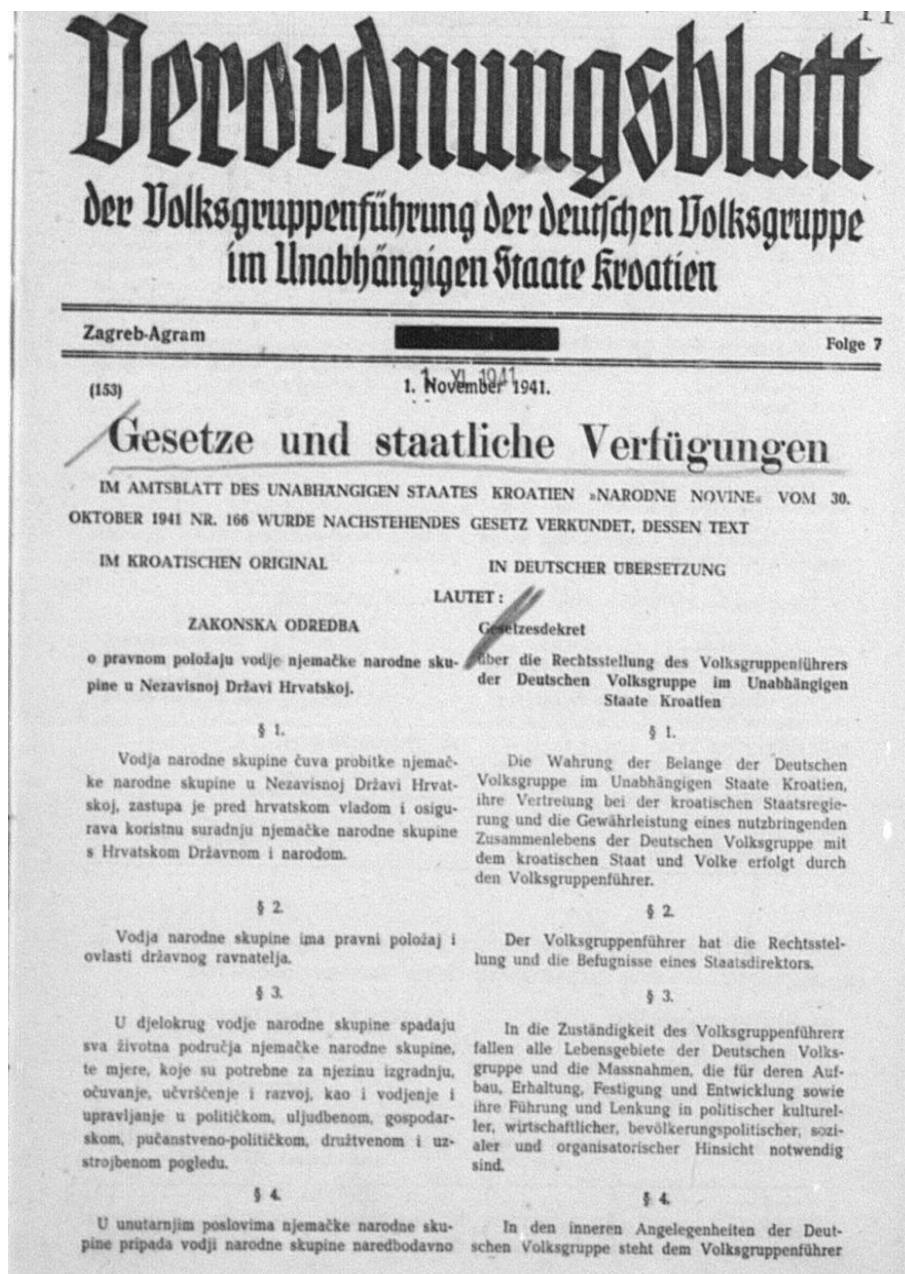 11
Verordnungsblatt
der Volksgruppenführung der deutschen Volksgruppe
im Unabhängigen Staate Kroatien
Zagreb-Agram
Folge 7
(153)
1. November 1941.
1. XI. 1941
Gesetze und staatliche Verfügungen
IM AMTSBLATT DES UNABHÄNGIGEN STAATES KROATIEN »NARODNE NOVINE« VOM 30.
OKTOBER 1941 NR. 166 WURDE NACHSTEHENDES GESETZ VERKUNDET, DESSEN TEXT
IM KROATISCHEN ORIGINAL
IN DEUTSCHER UBERSETZUNG
LAUTET:
ZAKONSKA ODREDBA
o pravnom položaju vodje njemačke narodne sku-
pine u Nezavisnoj Državi Hrvatskoj.
§ 1.
Vodja narodne skupine čuva probitke njemač-
ke narodne skupine u Nezavisnoj Državi Hrvat-
skoj, zastupa je pred hrvatskom vladom i osigu-
rava koristnu suradnju njemačke narodne skupine
s Hrvatskom Državnom i narodom.
§ 2.
Vodja narodne skupine ima pravni položaj i
ovlasti državnog ravnatelja.
§ 3.
U djelokrug vodje narodne skupine spadaju
sva životna područja njemačke narodne skupine,
te mjere, koje su potrebne za njezinu izgradnju,
očuvanje, učvršćenje i razvoj, kao i vodjenje i
upravljanje u političkom, uljudbenom, gospodar-
skom, pučanstveno-političkom, družtvenom i uz-
strojbenom pogledu.
§ 4.
U unutarnjim poslovima njemačke narodne sku-
pine pripada vodji narodne skupine naredbodavno
Gesetzesdekret
über die Rechtsstellung des Volksgruppenführers
der Deutschen Volksgruppe im Unabhängigen
Staate Kroatien
§ 1.
Die Wahrung der Belange der Deutschen
Volksgruppe im Unabhängigen Staate Kroatien,
ihre Vertretung bei der kroatischen Staatsregie-
rung und die Gewährleistung eines nutzbringenden
Zusammenlebens der Deutschen Volksgruppe mit
dem kroatischen Staat und Volke erfolgt durch
den Volksgruppenführer.
§ 2.
Der Volksgruppenführer hat die Rechtsstel-
lung und die Befugnisse eines Staatsdirektors.
§ 3.
In die Zuständigkeit des Volksgruppenführers
fallen alle Lebensgebiete der Deutschen Volks-
gruppe und die Massnahmen, die für deren Auf-
bau, Erhaltung, Festigung und Entwicklung sowie
ihre Führung und Lenkung in politischer kulturel-
ler, wirtschaftlicher, bevölkerungspolitischer, sozi-
aler und organisatorischer Hinsicht notwendig
sind.
§ 4.
In den inneren Angelegenheiten der Deut-
schen Volksgruppe steht dem Volksgruppenführer